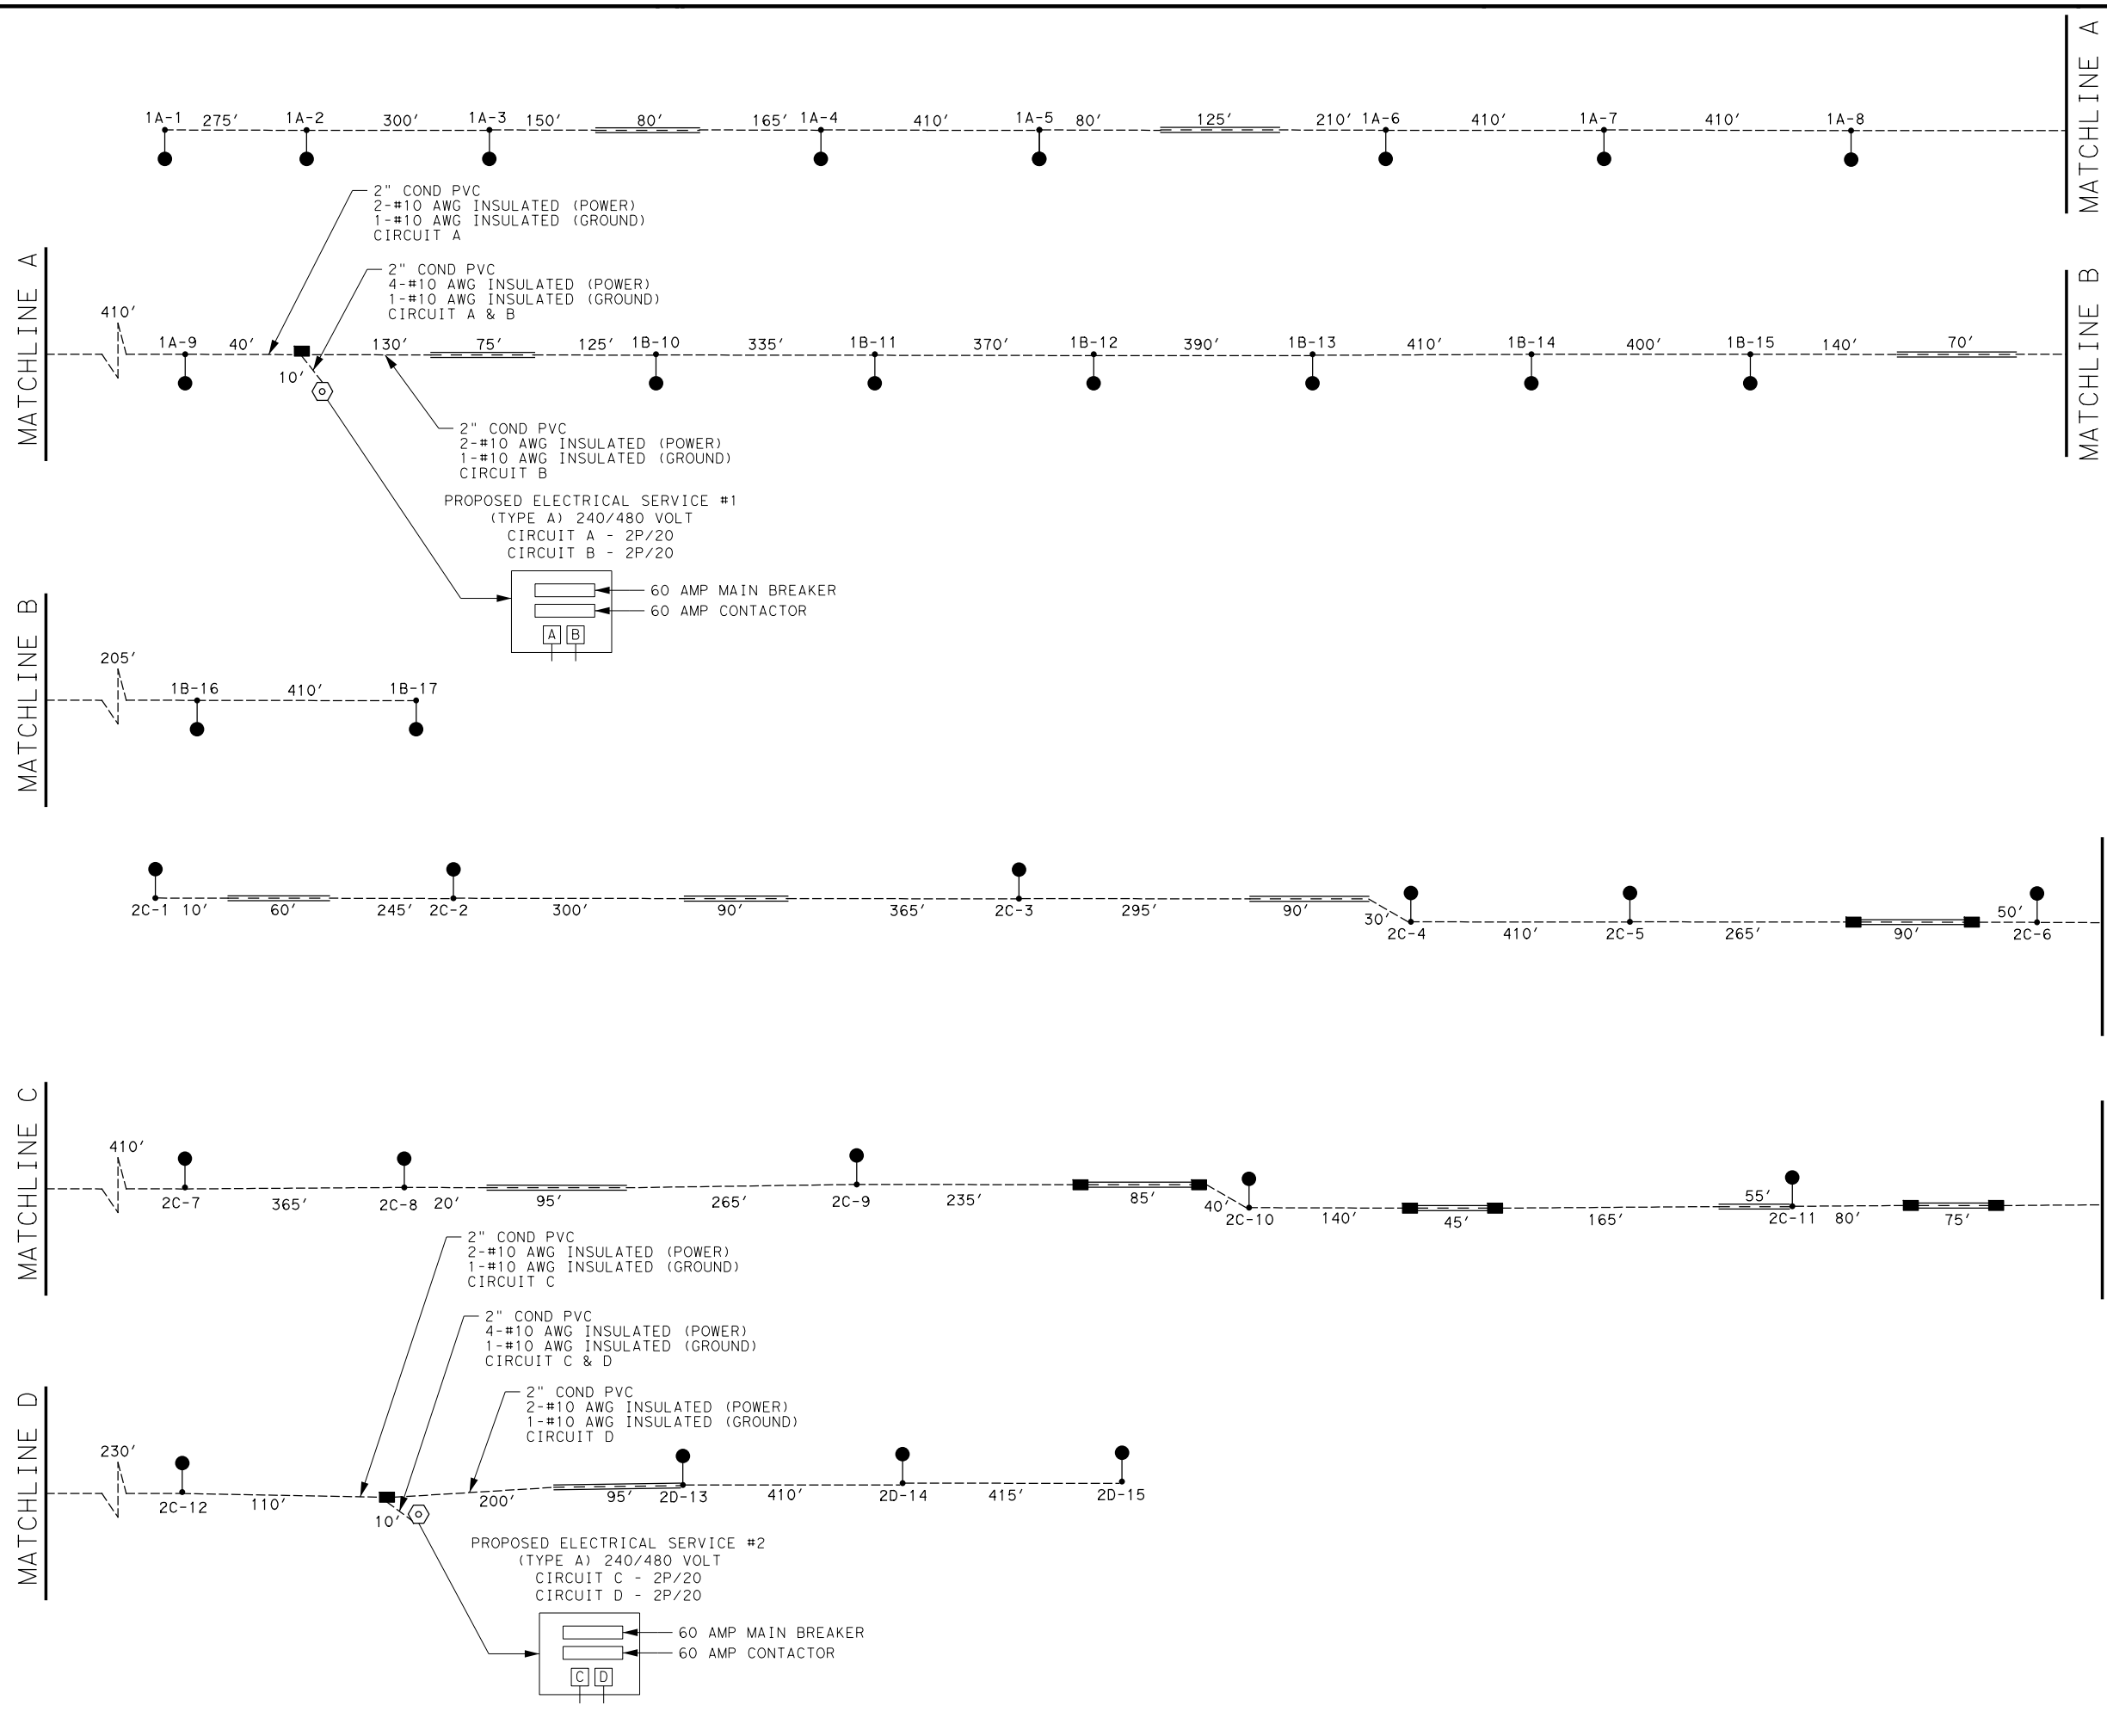 1A-1 275' 1A-2 300' 1A-3 150' 80' 165' 1A-4 410' 1A-5 80' 125' 210' 1A-6 410' 1A-7 410' 1A-8
MATCHLINE A
2" COND PVC
2-#10 AWG INSULATED (POWER)
1-#10 AWG INSULATED (GROUND)
CIRCUIT A
MATCHLINE A
2" COND PVC
4-#10 AWG INSULATED (POWER)
1-#10 AWG INSULATED (GROUND)
CIRCUIT A & B
410'
1A-9 40' 130' 75' 125' 1B-10 335' 370' 1B-11 1B-12 390' 1B-13 410' 1B-14 400' 1B-15 140' 70'
10'
MATCHLINE B
2" COND PVC
2-#10 AWG INSULATED (POWER)
1-#10 AWG INSULATED (GROUND)
CIRCUIT B
PROPOSED ELECTRICAL SERVICE #1
(TYPE A) 240/480 VOLT
CIRCUIT A - 2P/20
CIRCUIT B - 2P/20
60 AMP MAIN BREAKER
60 AMP CONTACTOR
A B
MATCHLINE B
205'
1B-16 410' 1B-17
2C-1 10' 60' 245' 2C-2 300' 90' 365' 2C-3 295' 90' 30' 2C-4 410' 2C-5 265' 90' 50' 2C-6
MATCHLINE C
410'
2C-7 365' 2C-8 20' 95' 265' 2C-9 235' 85' 40' 2C-10 140' 45' 165' 55' 2C-11 80' 75'
2" COND PVC
2-#10 AWG INSULATED (POWER)
1-#10 AWG INSULATED (GROUND)
CIRCUIT C
2" COND PVC
4-#10 AWG INSULATED (POWER)
1-#10 AWG INSULATED (GROUND)
CIRCUIT C & D
2" COND PVC
2-#10 AWG INSULATED (POWER)
1-#10 AWG INSULATED (GROUND)
CIRCUIT D
MATCHLINE D
230'
2C-12 110' 10' 200' 95' 2D-13 410' 2D-14 415' 2D-15
PROPOSED ELECTRICAL SERVICE #2
(TYPE A) 240/480 VOLT
CIRCUIT C - 2P/20
CIRCUIT D - 2P/20
60 AMP MAIN BREAKER
60 AMP CONTACTOR
C D